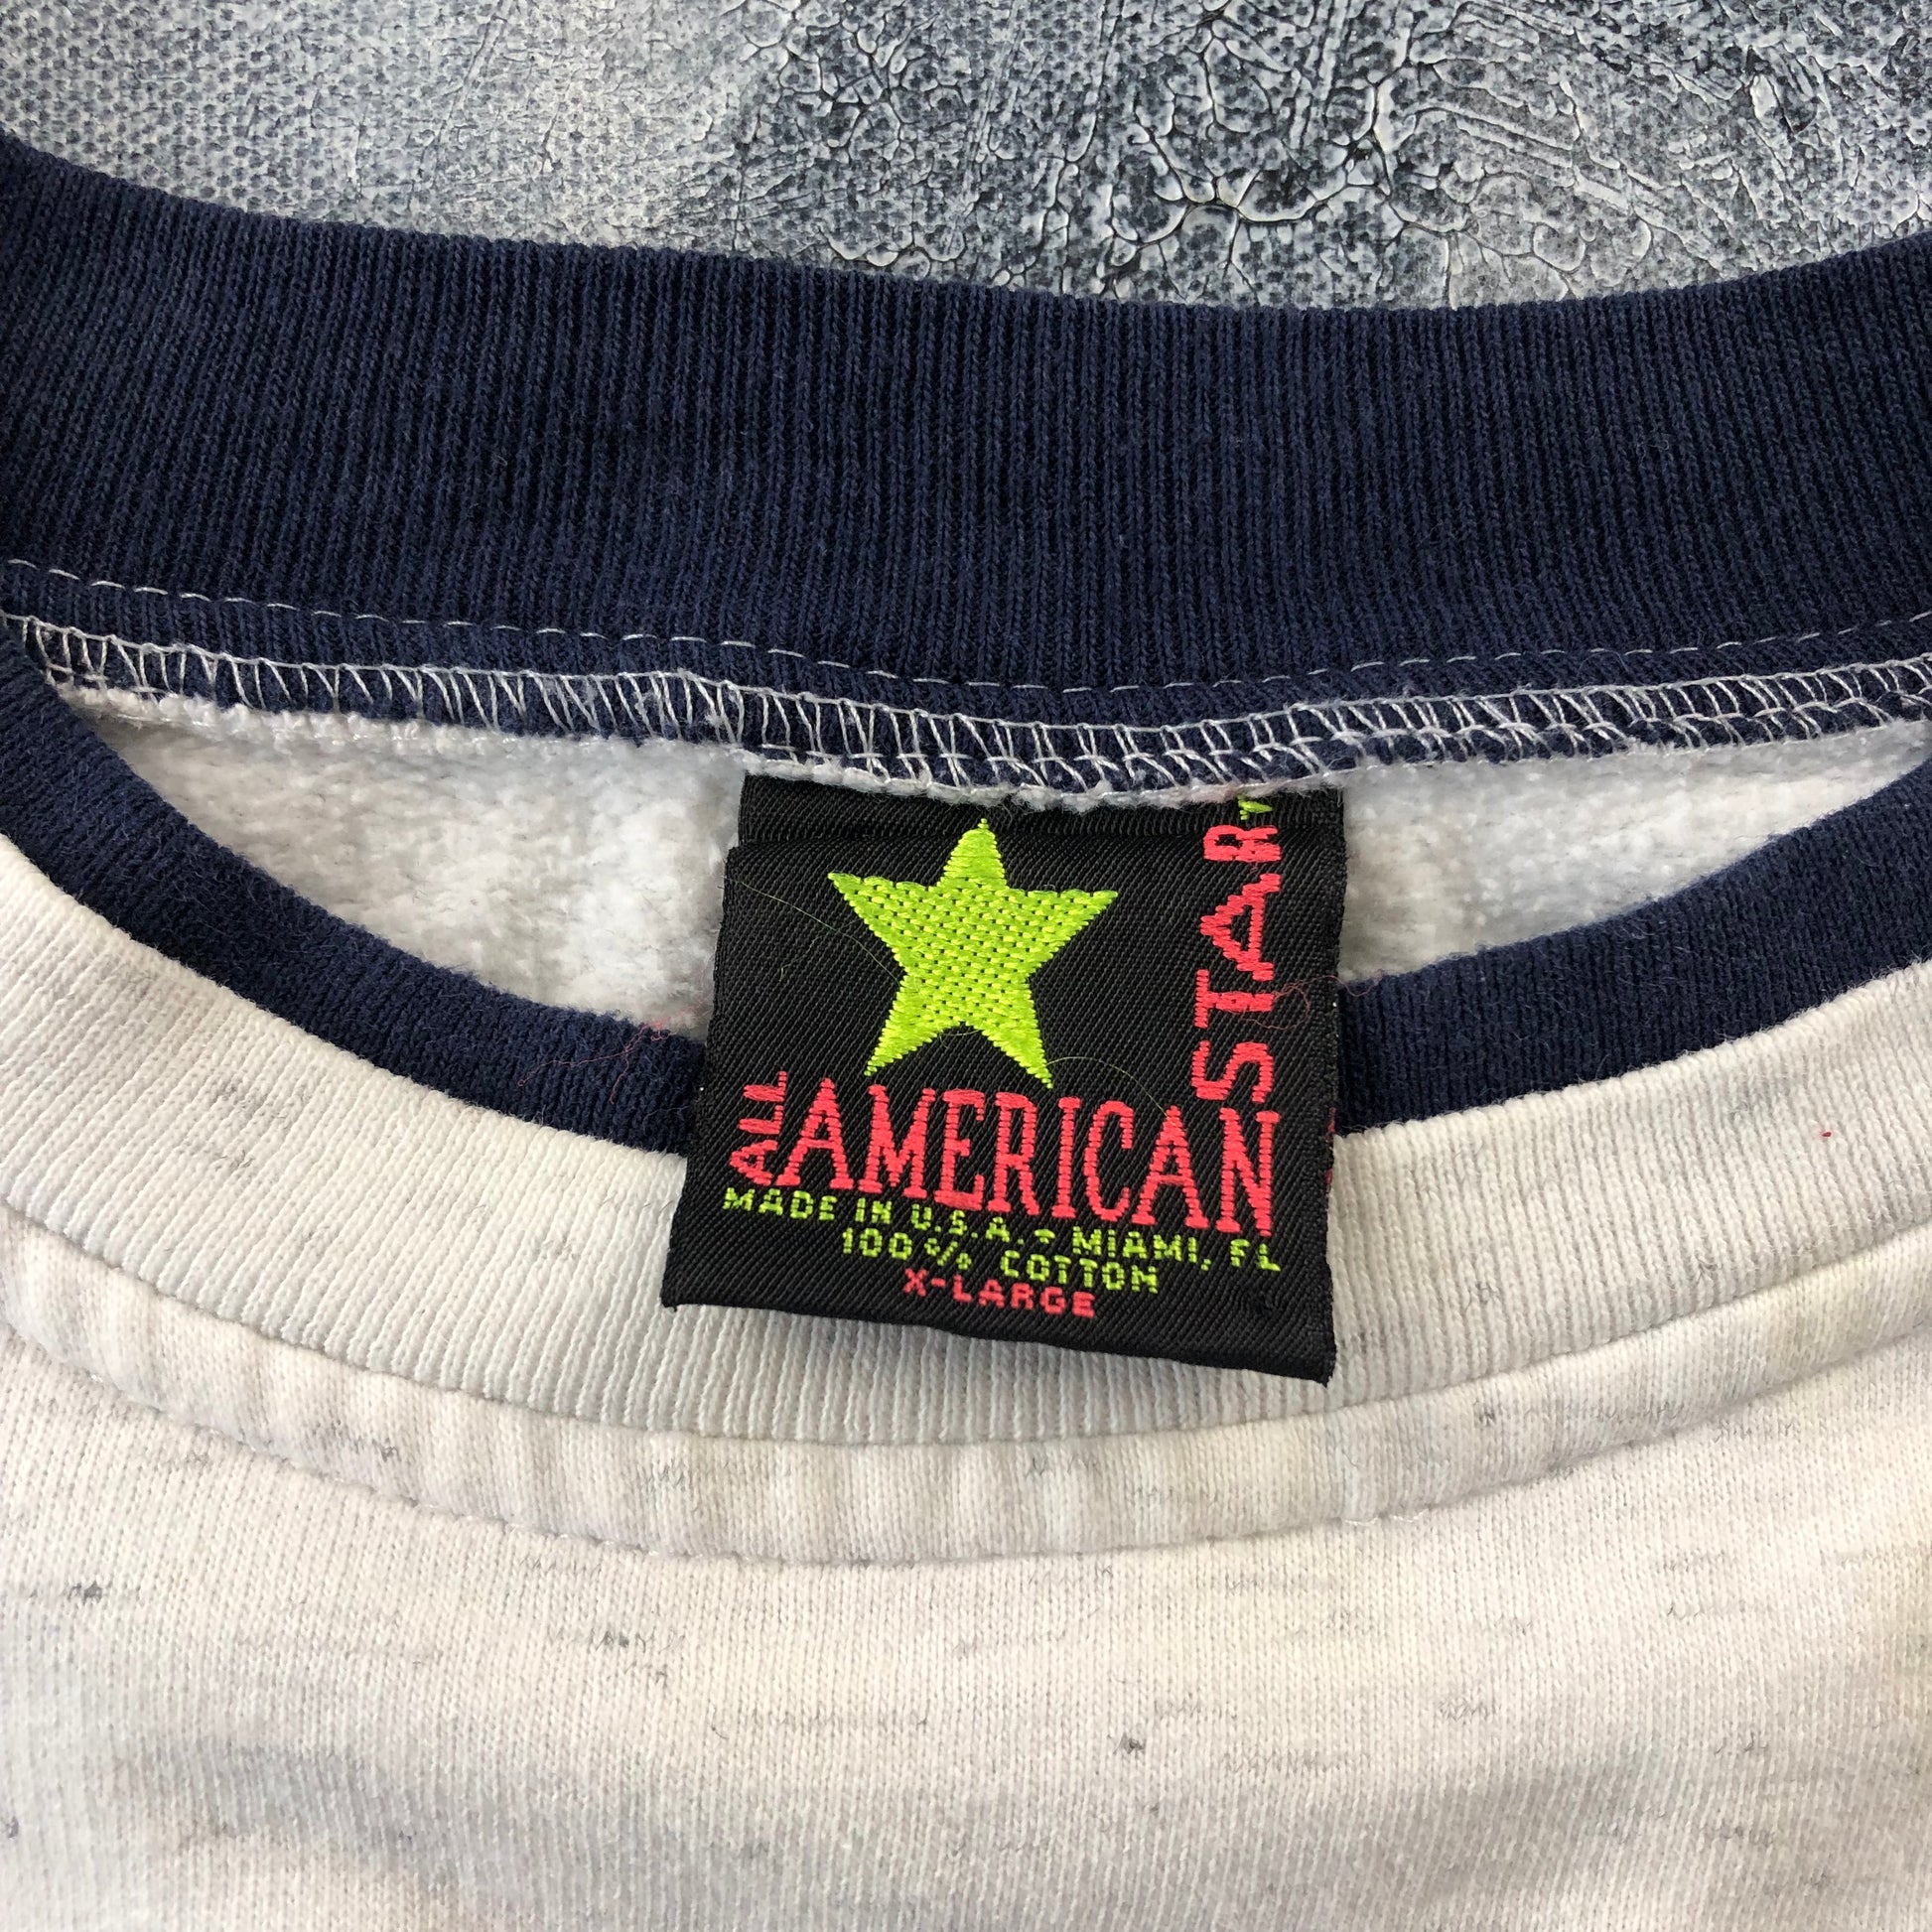 ALL AMERICAN STAR
MADE IN U.S.A. - MIAMI, FL
100% COTTON
X-LARGE